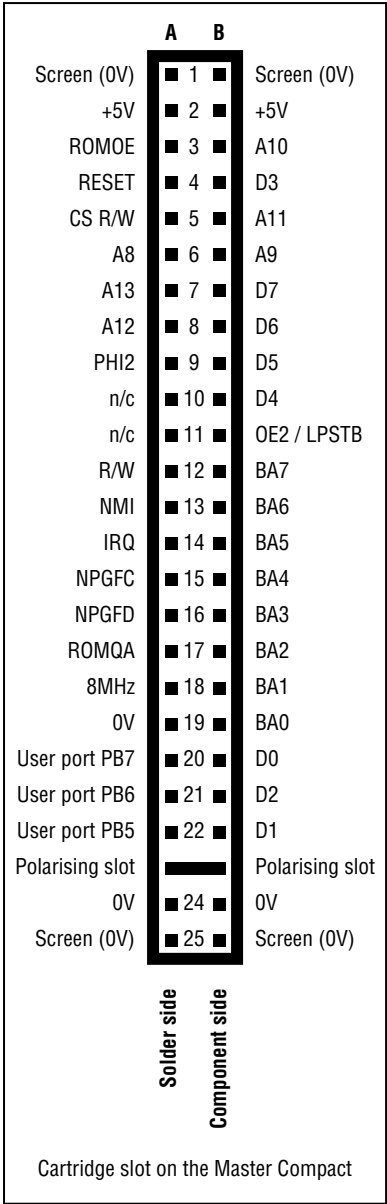 A B
Screen (0V) 1 Screen (0V)
+5V 2 +5V
ROMOE 3 A10
RESET 4 D3
CS R/W 5 A11
A8 6 A9
A13 7 D7
A12 8 D6
PHI2 9 D5
n/c 10 D4
n/c 11 OE2 / LPSTB
R/W 12 BA7
NMI 13 BA6
IRQ 14 BA5
NPGFC 15 BA4
NPGFD 16 BA3
ROMQA 17 BA2
8MHz 18 BA1
0V 19 BA0
User port PB7 20 D0
User port PB6 21 D2
User port PB5 22 D1
Polarising slot Polarising slot
0V 24 0V
Screen (0V) 25 Screen (0V)
Solder side
Component side
Cartridge slot on the Master Compact